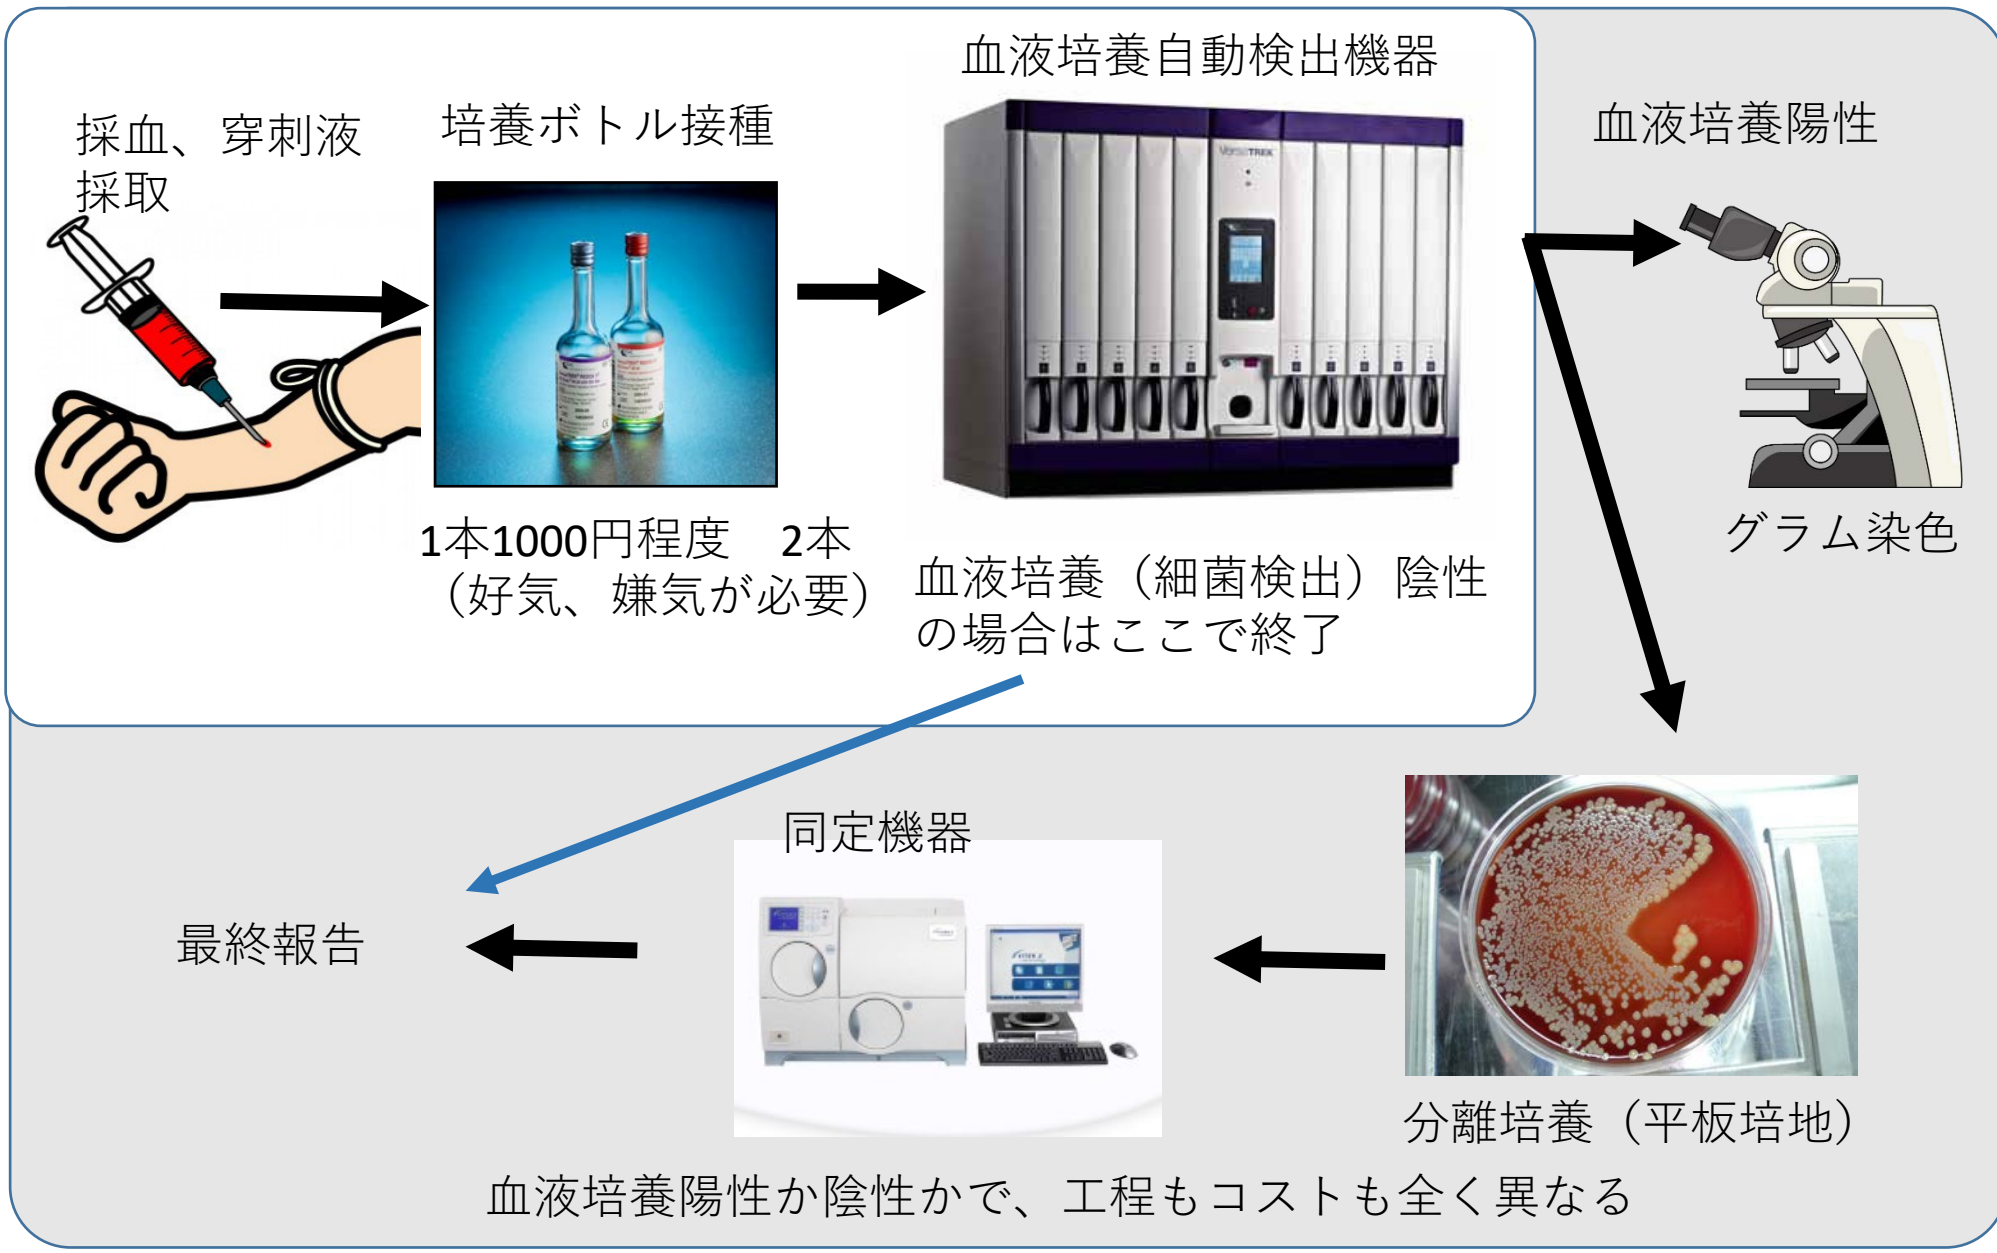 血液培養自動検出機器
採血、穿刺液
採取
培養ボトル接種
血液培養陽性
VersaTREK
1本1000円程度　2本
（好気、嫌気が必要）
血液培養（細菌検出）陰性
の場合はここで終了
グラム染色
同定機器
最終報告
分離培養（平板培地）
血液培養陽性か陰性かで、工程もコストも全く異なる